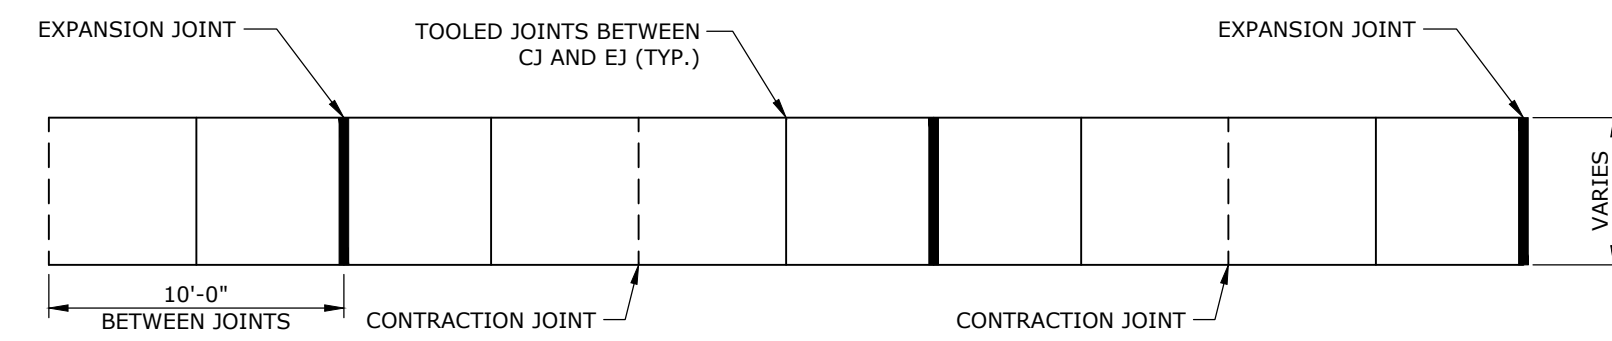 EXPANSION JOINT
TOOLED JOINTS BETWEEN
CJ AND EJ (TYP.)
EXPANSION JOINT
VARIES
10'-0"
BETWEEN JOINTS
CONTRACTION JOINT
CONTRACTION JOINT